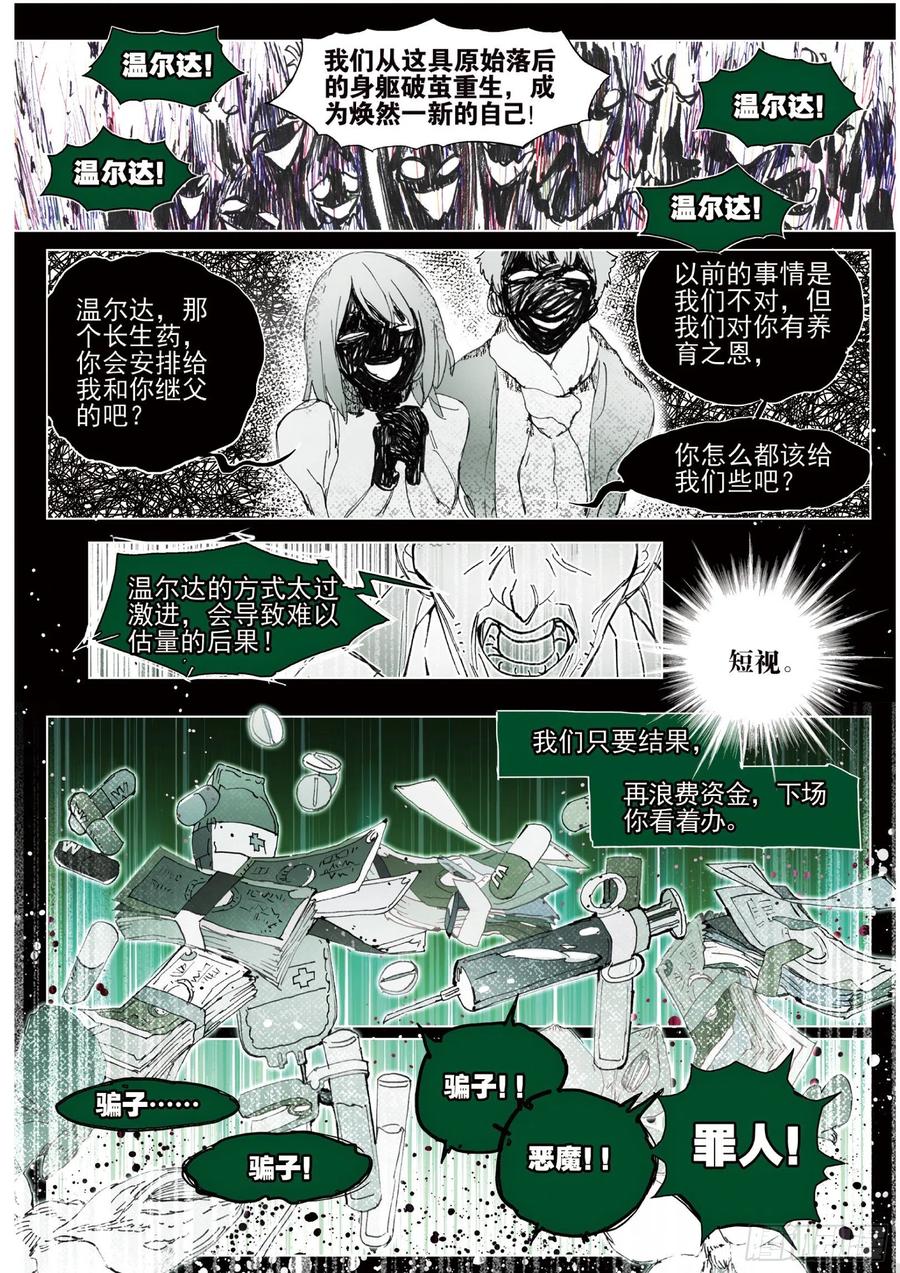 温尔达!
我们从这具原始落后
的身躯破茧重生，成
为焕然一新的自己!
温尔达!
温尔达!
温尔达!
温尔达，那
个长生药，
你会安排给
我和你继父
的吧？
以前的事情是
我们不对，但
我们对你有养
育之恩，
你怎么都该给
我们些吧？
温尔达的方式太过
激进，会导致难以
估量的后果！
短视。
我们只要结果，
再浪费资金，下场
你看着办。
骗子……
骗子！
骗子！！
恶魔！！
罪人！